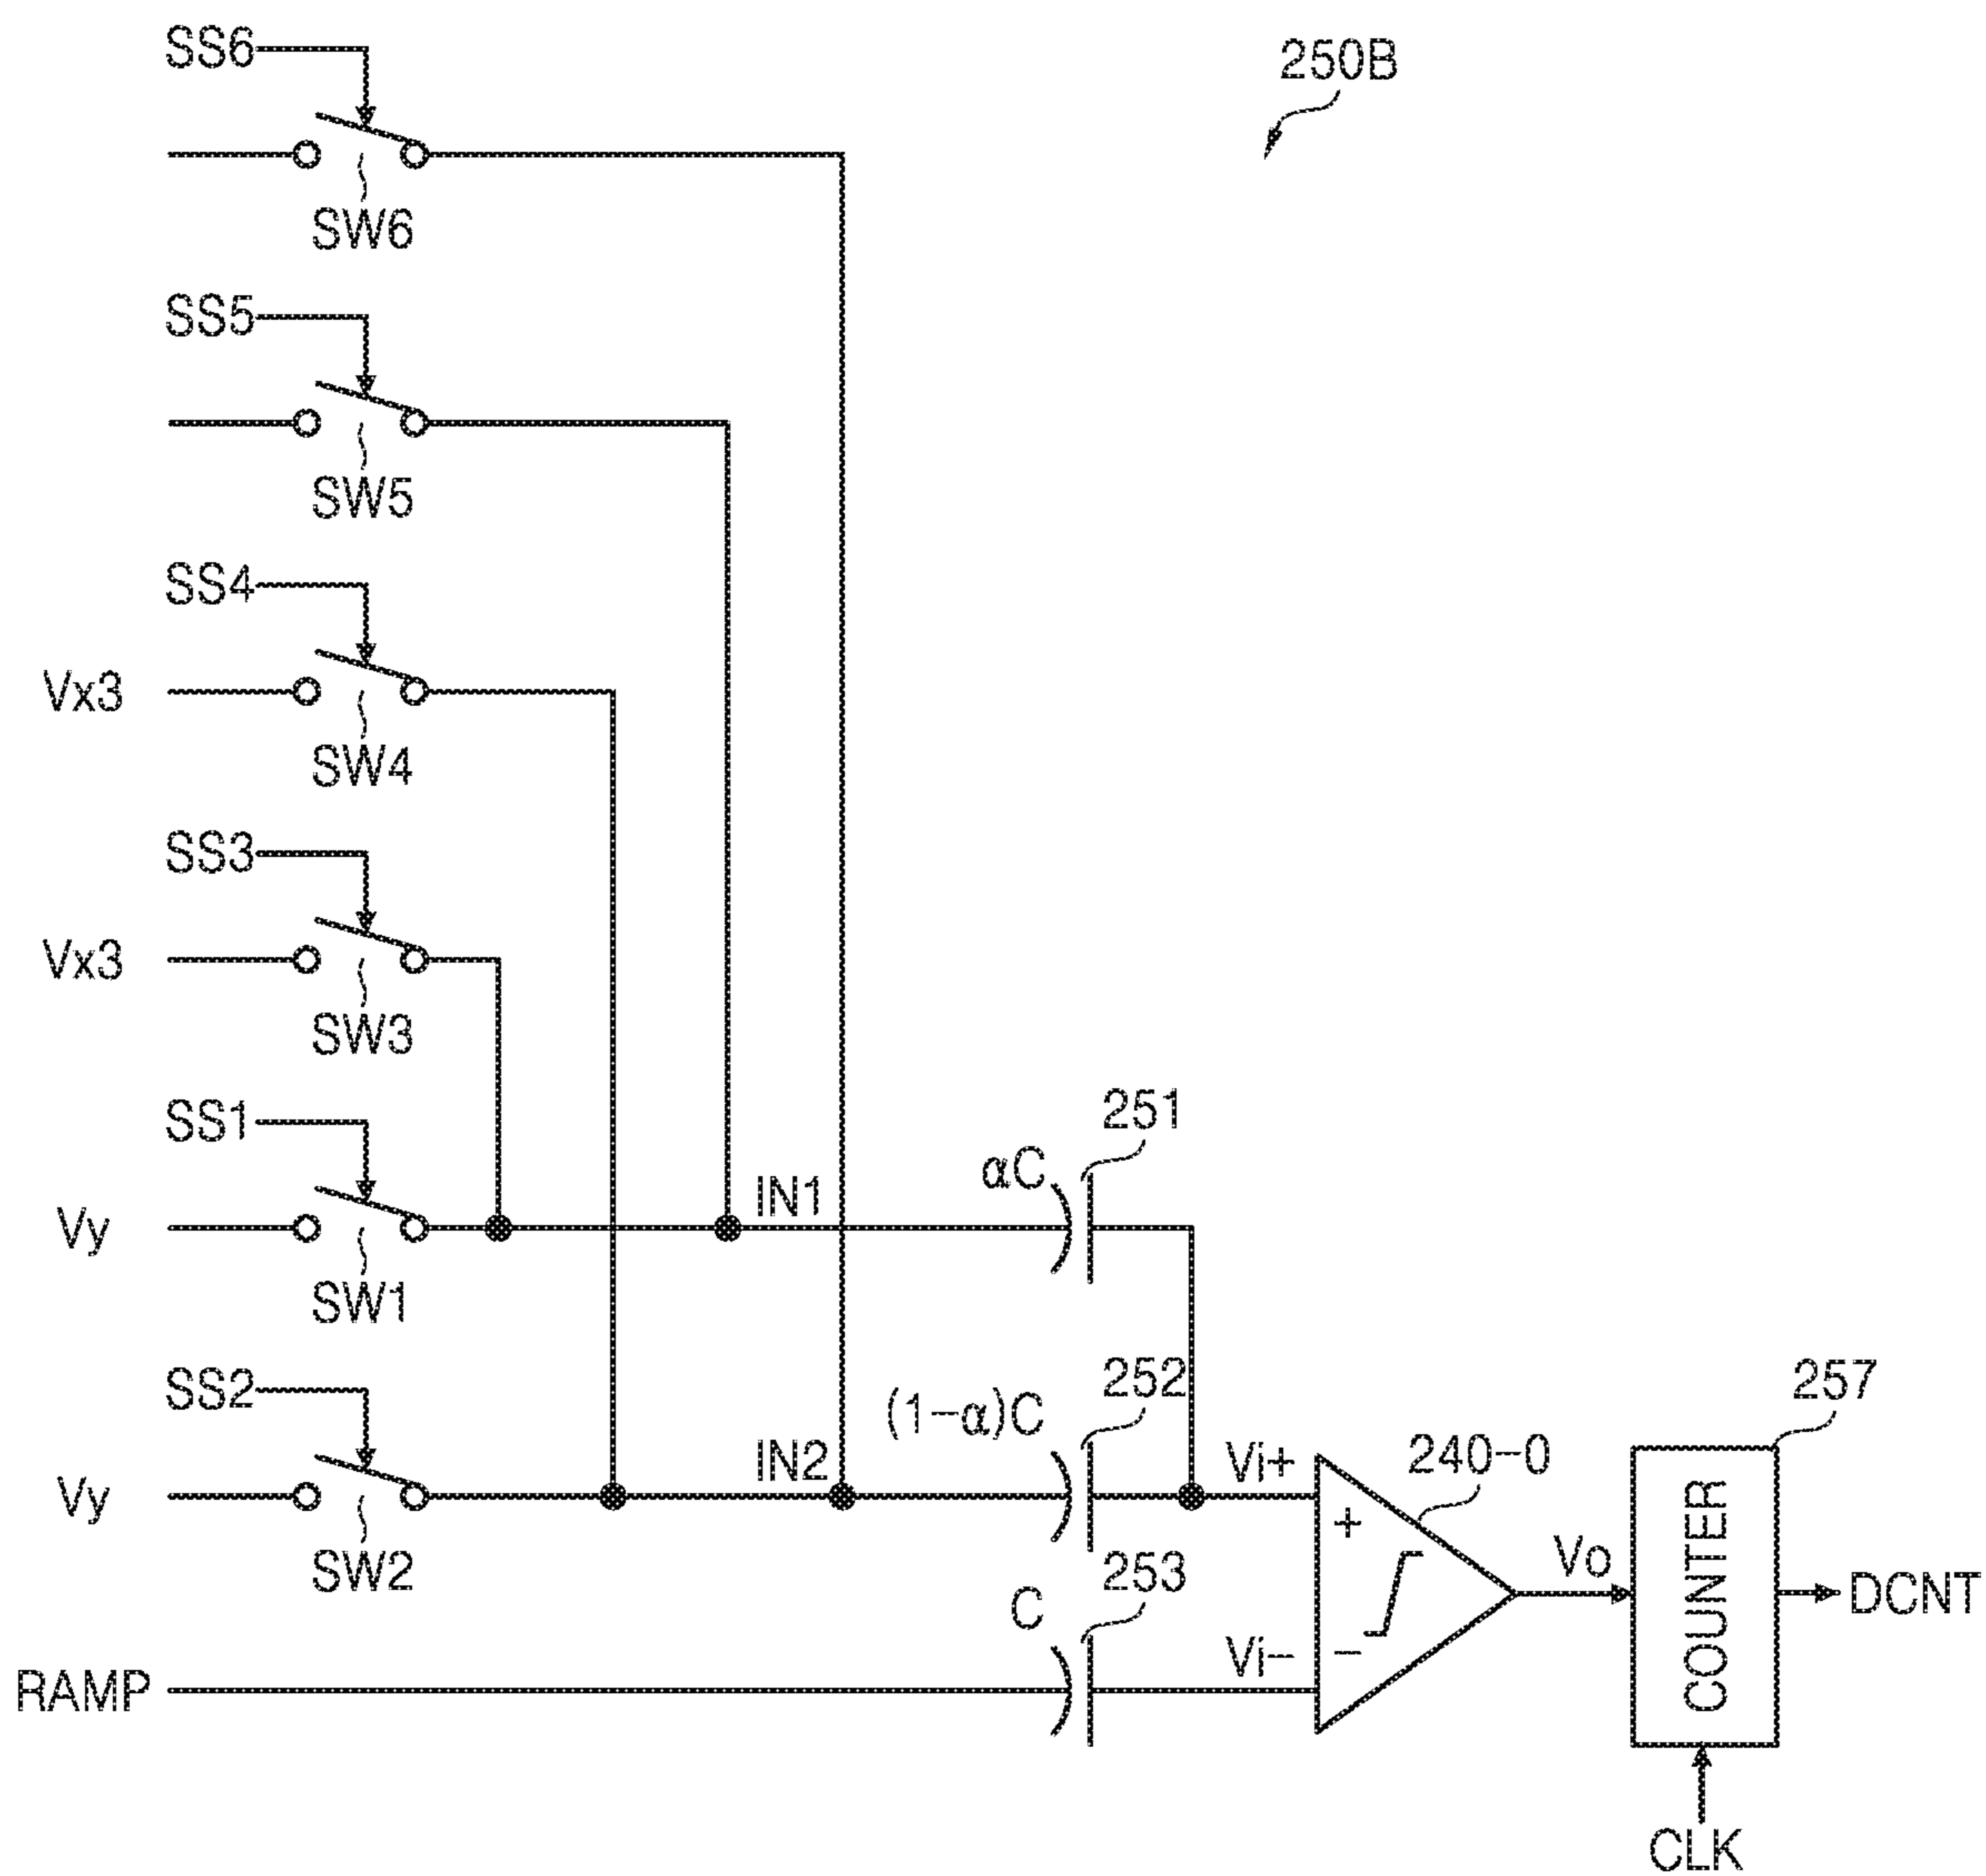 SS6
250B
SW6
SS5
SW5
SS4
Vx3
SW4
SS3
Vx3
SW3
SS1
251
αC
IN1
Vy
SW1
SS2
252
257
(1-α)C
IN2
Vi+
240-0
Vy
+
SW2
253
Vo
COUNTER
DCNT
C
Vi-
-
RAMP
CLK